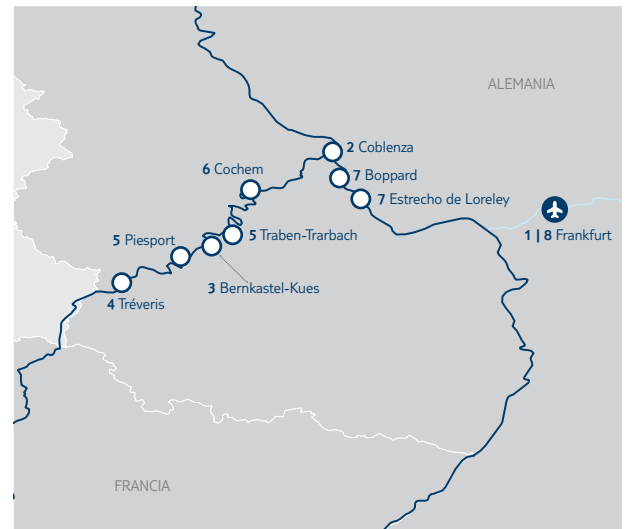 ALEMANIA
2 Coblenza
6 Cochem
7 Boppard
7 Estrecho de Loreley
5 Piesport
5 Traben-Trarbach
1 | 8 Frankfurt
3 Bernkastel-Kues
4 Tréveris
FRANCIA